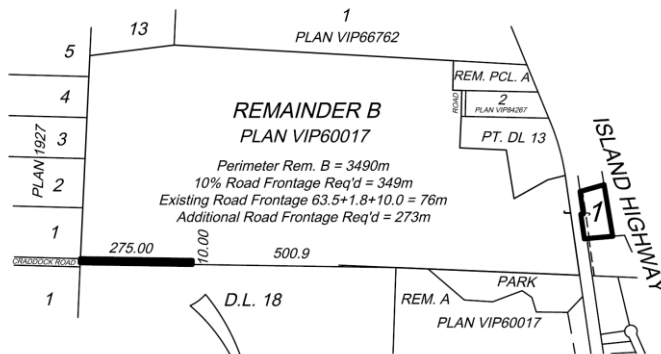 13
1
PLAN VIP66762
5
4
3
2
1
PLAN 1927
REM. PCL. A
ROAD
2
PLAN VIP84267
PT. DL 13
REMAINDER B
PLAN VIP60017
Perimeter Rem. B = 3490m
10% Road Frontage Req'd = 349m
Existing Road Frontage 63.5+1.8+10.0 = 76m
Additional Road Frontage Req'd = 273m
ISLAND HIGHWAY
1
275.00
10.00
500.9
CRADDOCK ROAD
1
D.L. 18
REM. A
PARK
PLAN VIP60017